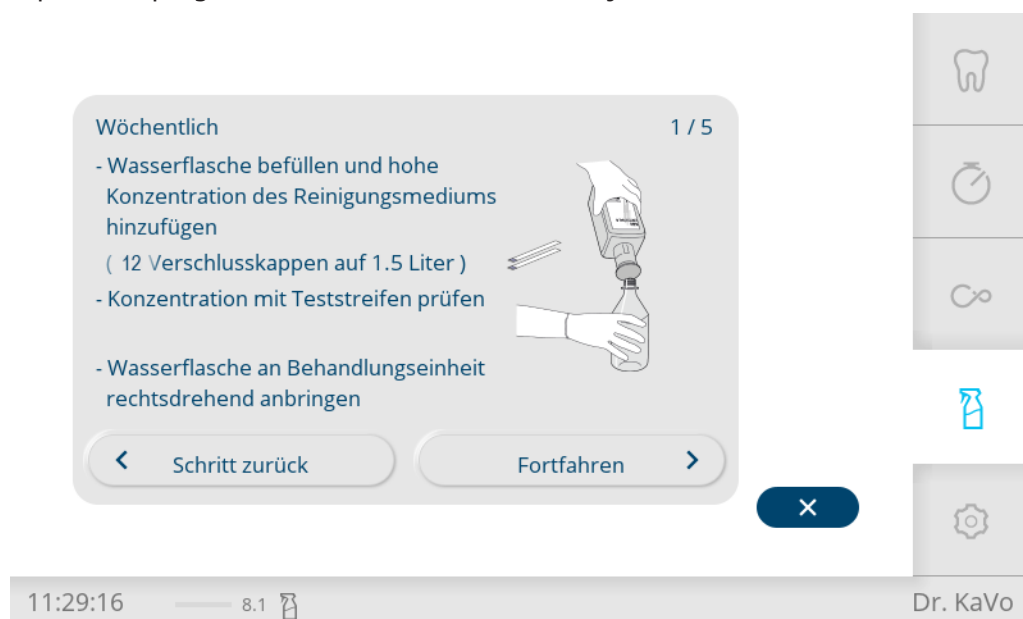 Wöchentlich 1 / 5
- Wasserflasche befüllen und hohe
Konzentration des Reinigungsmediums
hinzufügen
( 12 Verschlusskappen auf 1.5 Liter )
- Konzentration mit Teststreifen prüfen
- Wasserflasche an Behandlungseinheit
rechtsdrehend anbringen
Schritt zurück
Fortfahren
11:29:16 8.1 Dr. KaVo